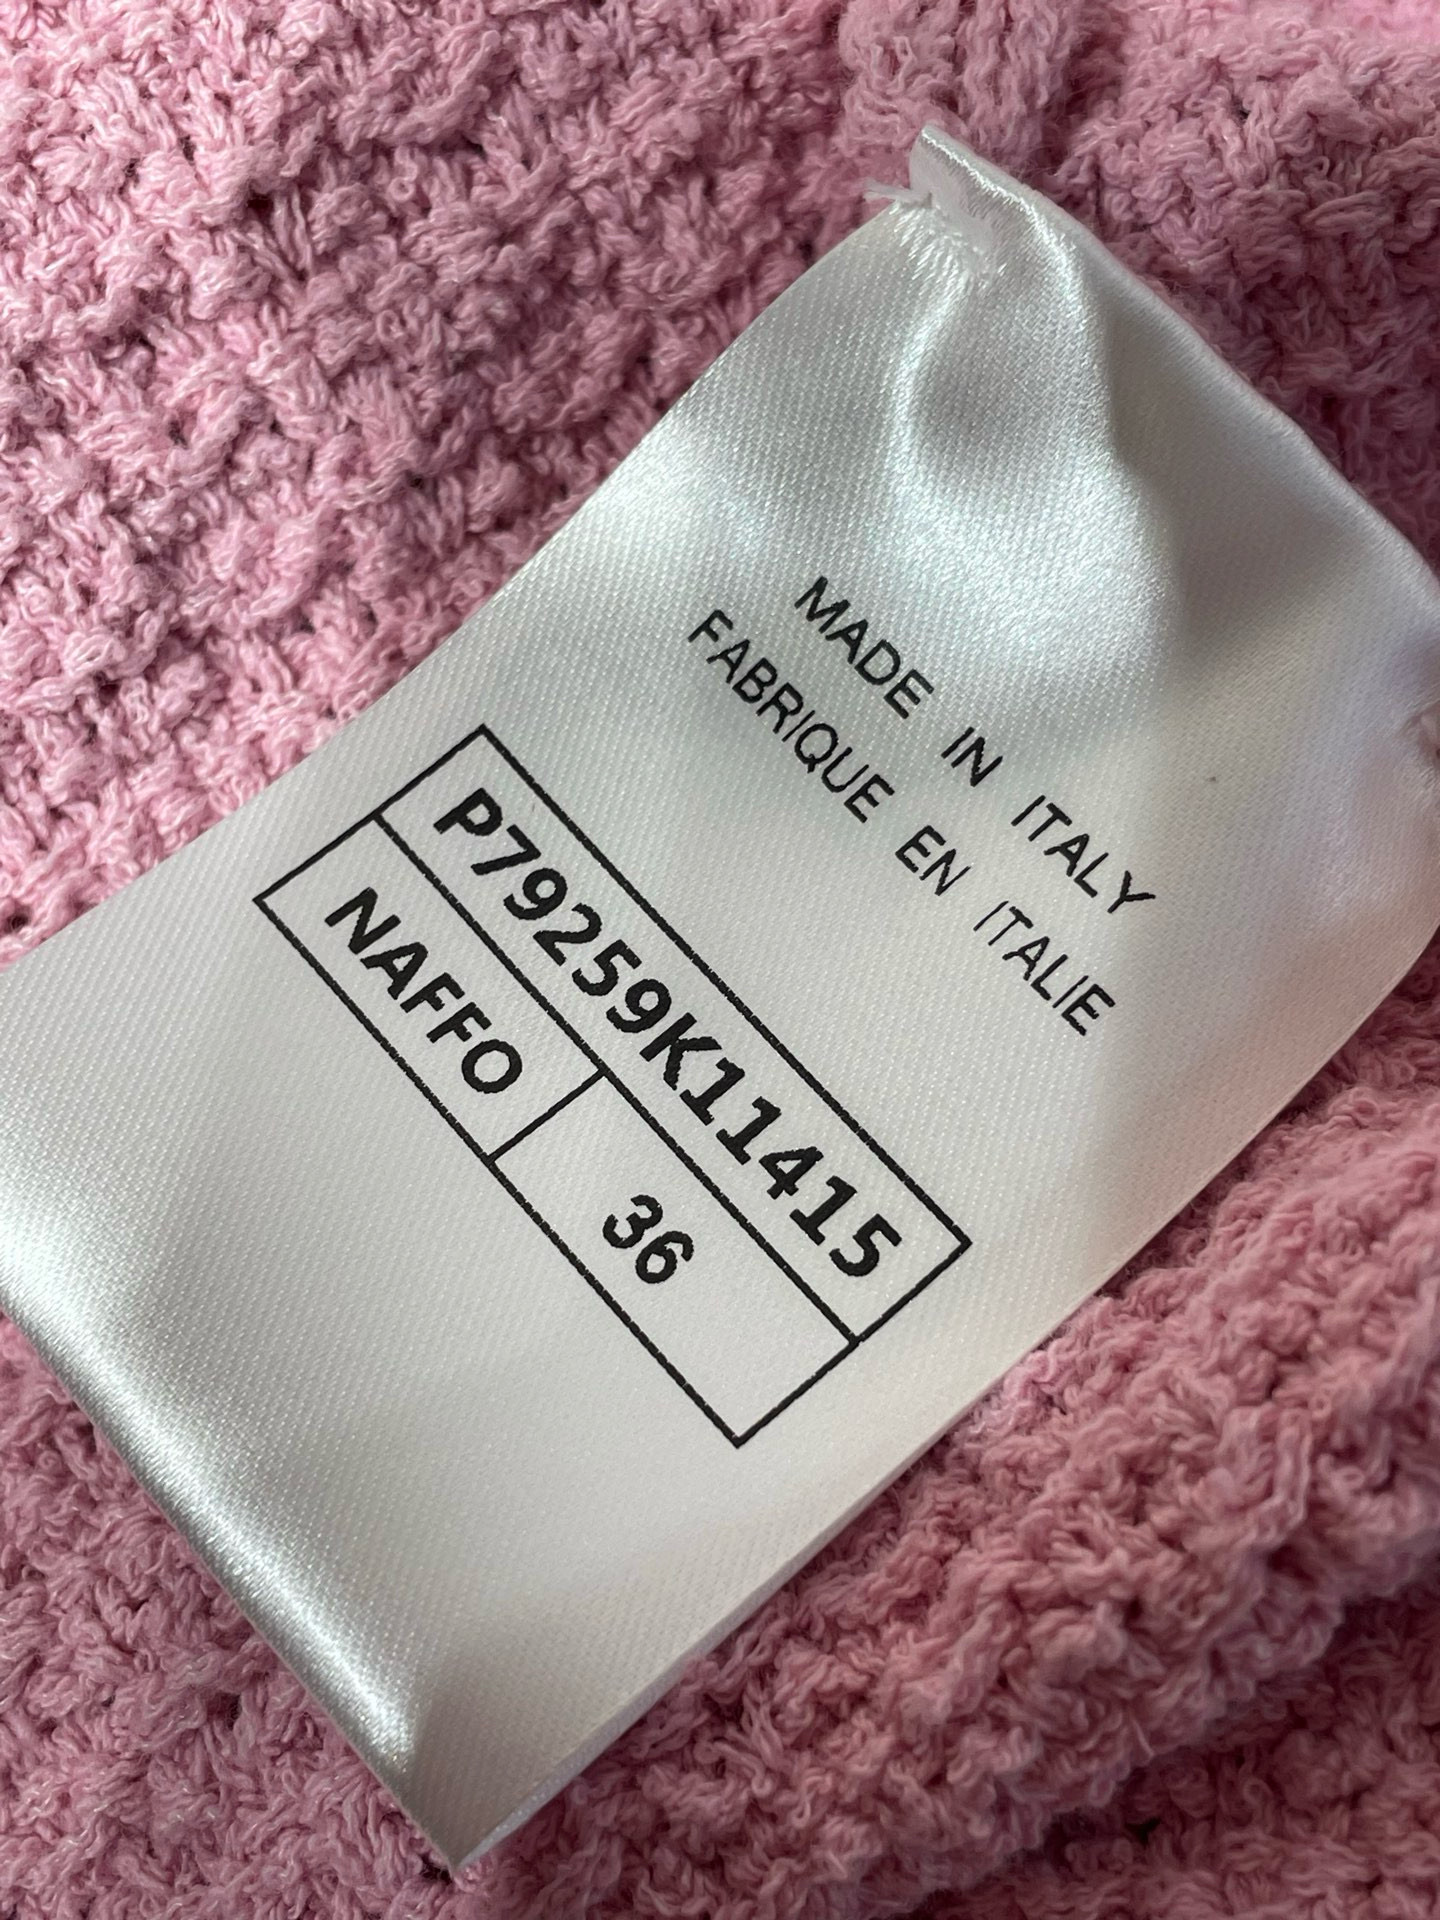 MADE IN ITALY
FABRIQUE EN ITALIE
P79259K11415
NAFFO 36